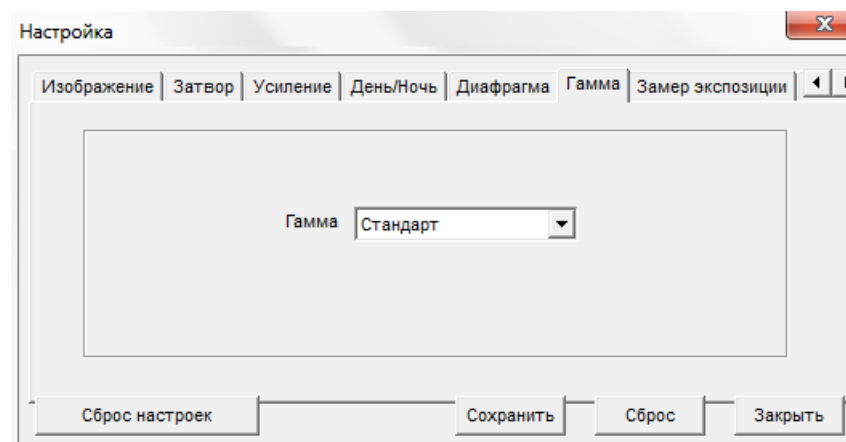 Настройка
Изображение Затвор Усиление День/Ночь Диафрагма Гамма Замер экспозиции
Гамма Стандарт
Сброс настроек Сохранить Сброс Закрыть